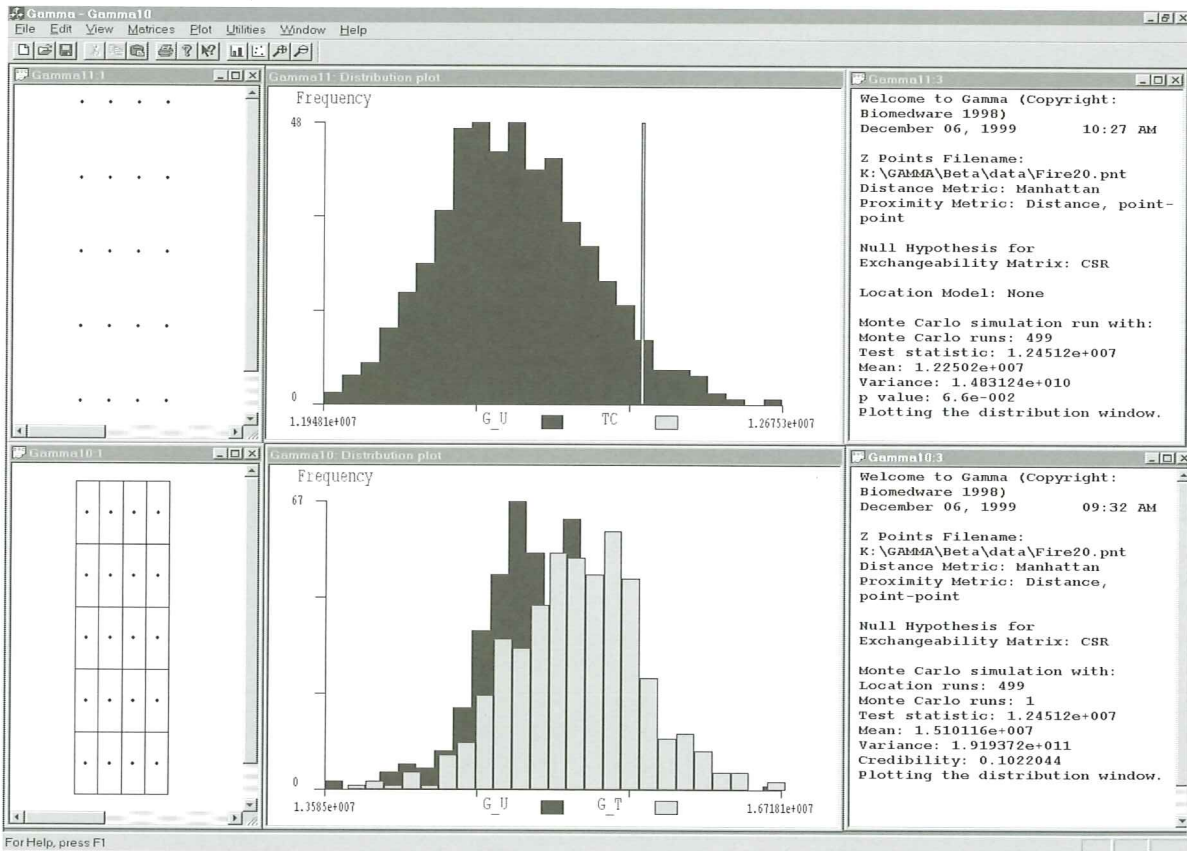 Gamma - Gamma10
File Edit View Matrices Plot Utilities Window Help
Gamma11:1
Gamma11: Distribution plot
Frequency
48
0
1.19481e+007
G_U
TC
1.26753e+007
Gamma11:3
Welcome to Gamma (Copyright:
Biomedware 1998)
December 06, 1999 10:27 AM
Z Points Filename:
K:\GAMMA\Beta\data\Fire20.pnt
Distance Metric: Manhattan
Proximity Metric: Distance, point-
point
Null Hypothesis for
Exchangeability Matrix: CSR
Location Model: None
Monte Carlo simulation run with:
Monte Carlo runs: 499
Test statistic: 1.24512e+007
Mean: 1.22502e+007
Variance: 1.483124e+010
p value: 6.6e-002
Plotting the distribution window.
Gamma10:1
Gamma10: Distribution plot
Frequency
67
0
1.3585e+007
G_U
G_T
1.67181e+007
Gamma10:3
Welcome to Gamma (Copyright:
Biomedware 1998)
December 06, 1999 09:32 AM
Z Points Filename:
K:\GAMMA\Beta\data\Fire20.pnt
Distance Metric: Manhattan
Proximity Metric: Distance,
point-point
Null Hypothesis for
Exchangeability Matrix: CSR
Monte Carlo simulation with:
Location runs: 499
Monte Carlo runs: 1
Test statistic: 1.24512e+007
Mean: 1.510116e+007
Variance: 1.919372e+011
Credibility: 0.1022044
Plotting the distribution window.
For Help, press F1